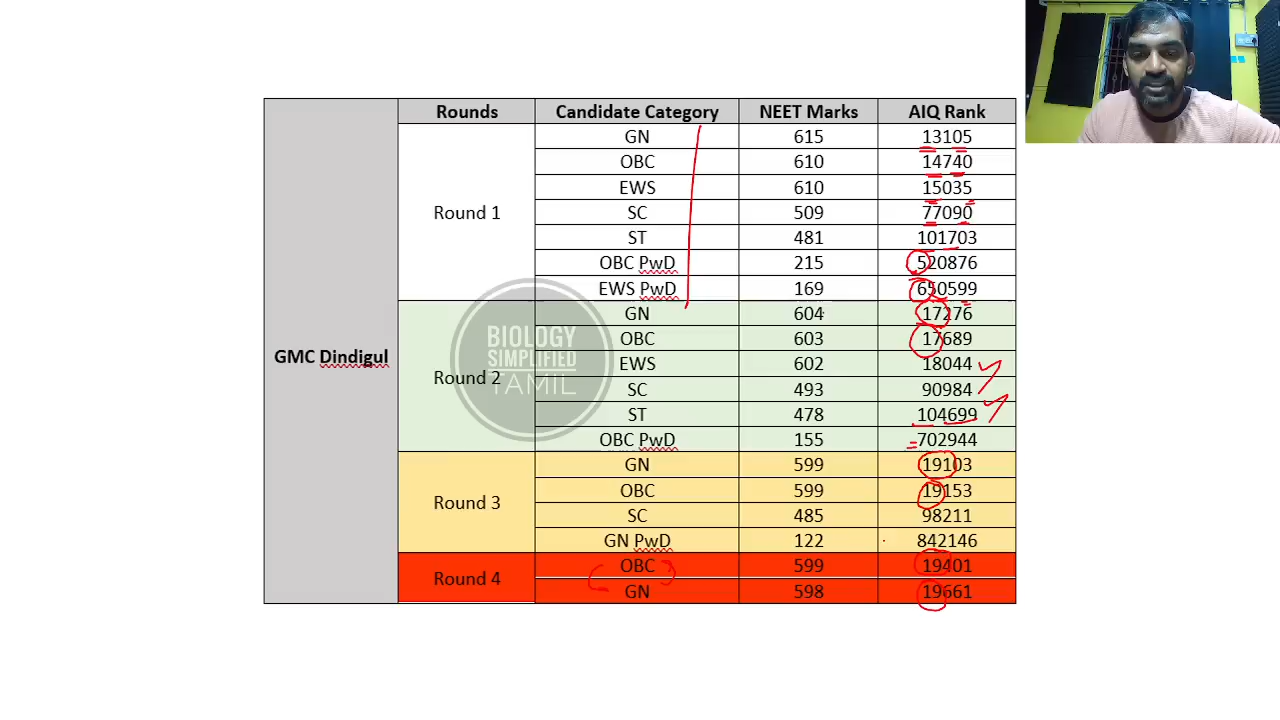 GMC Dindigul
Rounds Candidate Category NEET Marks AIQ Rank
Round 1
GN 615 13105
OBC 610 14740
EWS 610 15035
SC 509 77090
ST 481 101703
OBC PwD 215 520876
EWS PwD 169 650599
Round 2
GN 604 17276
OBC 603 17689
EWS 602 18044
SC 493 90984
ST 478 104699
OBC PwD 155 702944
Round 3
GN 599 19103
OBC 599 19153
SC 485 98211
GN PwD 122 842146
Round 4
OBC 599 19401
GN 598 19661
BIOLOGY
SIMPLIFIED
TAMIL